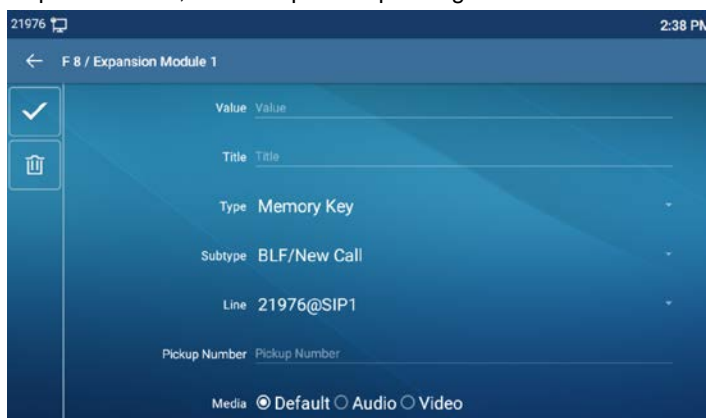 21976 2:38 PM
F 8 / Expansion Module 1
Value Value
Title Title
Type Memory Key
Subtype BLF/New Call
Line 21976@SIP1
Pickup Number Pickup Number
Media Default Audio Video